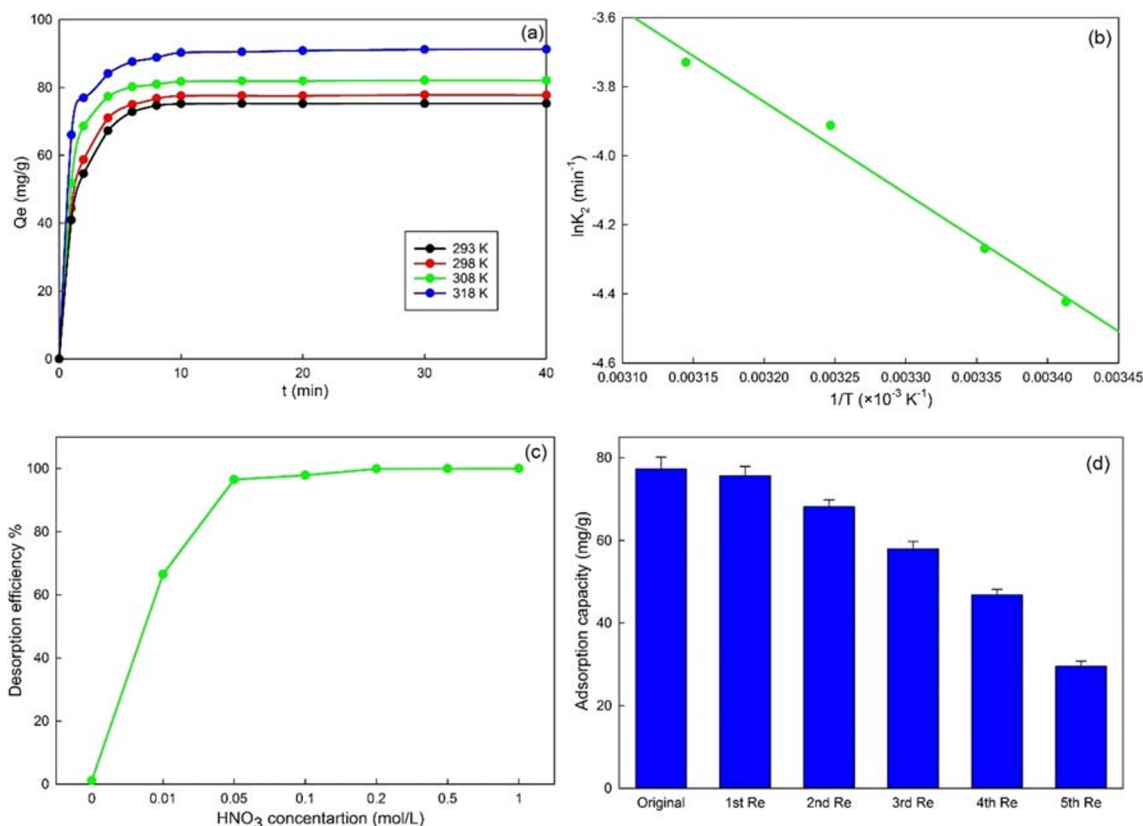 (a)
100
80
60
40
20
0
Qe (mg/g)
293 K
298 K
308 K
318 K
0 10 20 30 40
t (min)
(b)
-3.6
-3.8
-4.0
-4.2
-4.4
-4.6
lnK2 (min-1)
0.00310 0.00315 0.00320 0.00325 0.00330 0.00335 0.00340 0.00345
1/T (×10-3 K-1)
(c)
100
80
60
40
20
0
Desorption efficiency %
0 0.01 0.05 0.1 0.2 0.5 1
HNO3 concentartion (mol/L)
(d)
80
60
40
20
0
Adsorption capacity (mg/g)
Original 1st Re 2nd Re 3rd Re 4th Re 5th Re